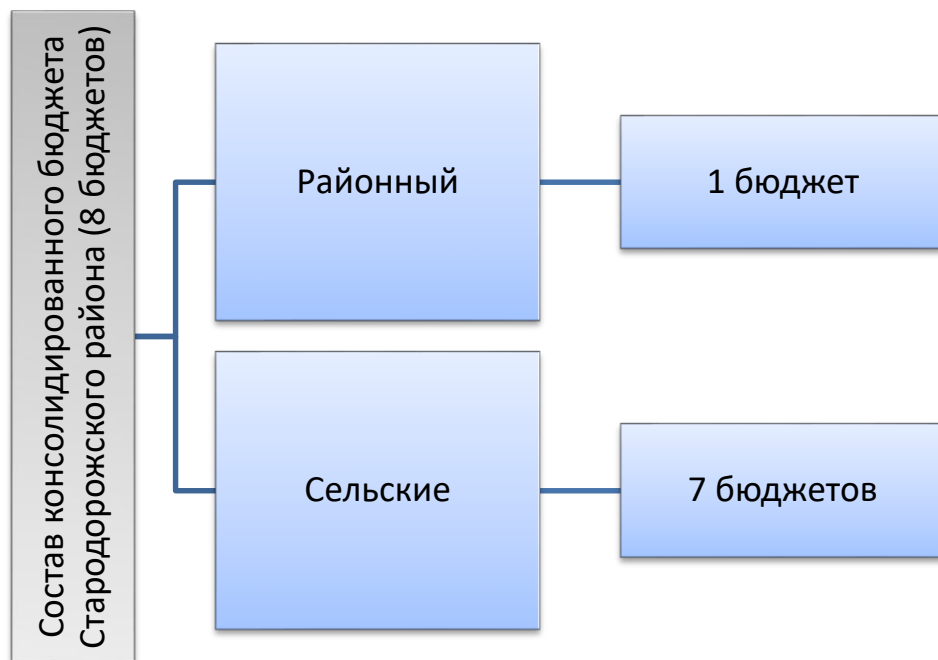 Состав консолидированного бюджета
Стародорожского района (8 бюджетов)
Районный
1 бюджет
Сельские
7 бюджетов